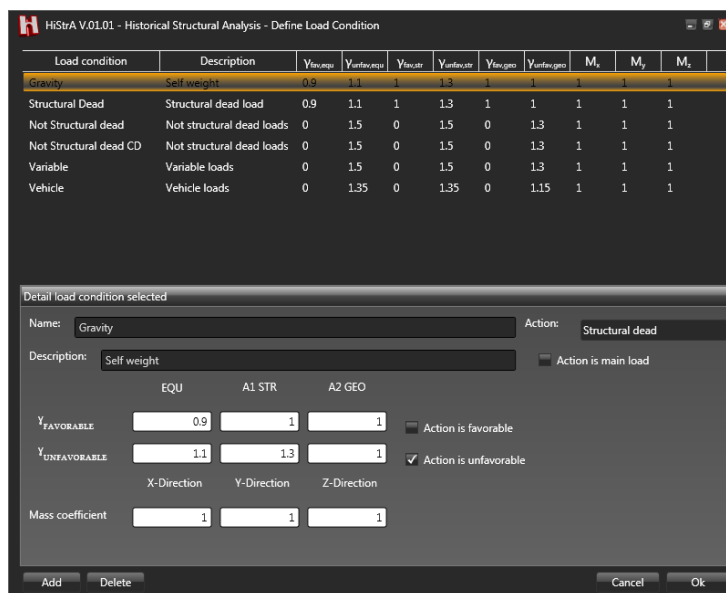 HiStrA V.01.01 - Historical Structural Analysis - Define Load Condition
Load condition Description γfav,equ γunfav,equ γfav,str γunfav,str γfav,geo γunfav,geo Mx My Mz
Gravity Self weight 0.9 1.1 1 1.3 1 1 1 1 1
Structural Dead Structural dead load 0.9 1.1 1 1.3 1 1 1 1 1
Not Structural dead Not structural dead loads 0 1.5 0 1.5 0 1.3 1 1 1
Not Structural dead CD Not structural dead loads 0 1.5 0 1.5 0 1.3 1 1 1
Variable Variable loads 0 1.5 0 1.5 0 1.3 1 1 1
Vehicle Vehicle loads 0 1.35 0 1.35 0 1.15 1 1 1
Detail load condition selected
Name: Gravity Action: Structural dead
Description: Self weight Action is main load
EQU A1 STR A2 GEO
γFAVORABLE 0.9 1 1 Action is favorable
γUNFAVORABLE 1.1 1.3 1 Action is unfavorable
X-Direction Y-Direction Z-Direction
Mass coefficient 1 1 1
Add Delete Cancel Ok